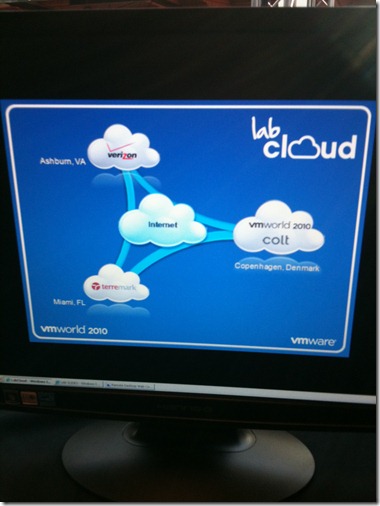 lab
cloud
verizon
Ashburn, VA
Internet
vmworld 2010
colt
Copenhagen, Denmark
terremark
Miami, FL
vmworld 2010
vmware